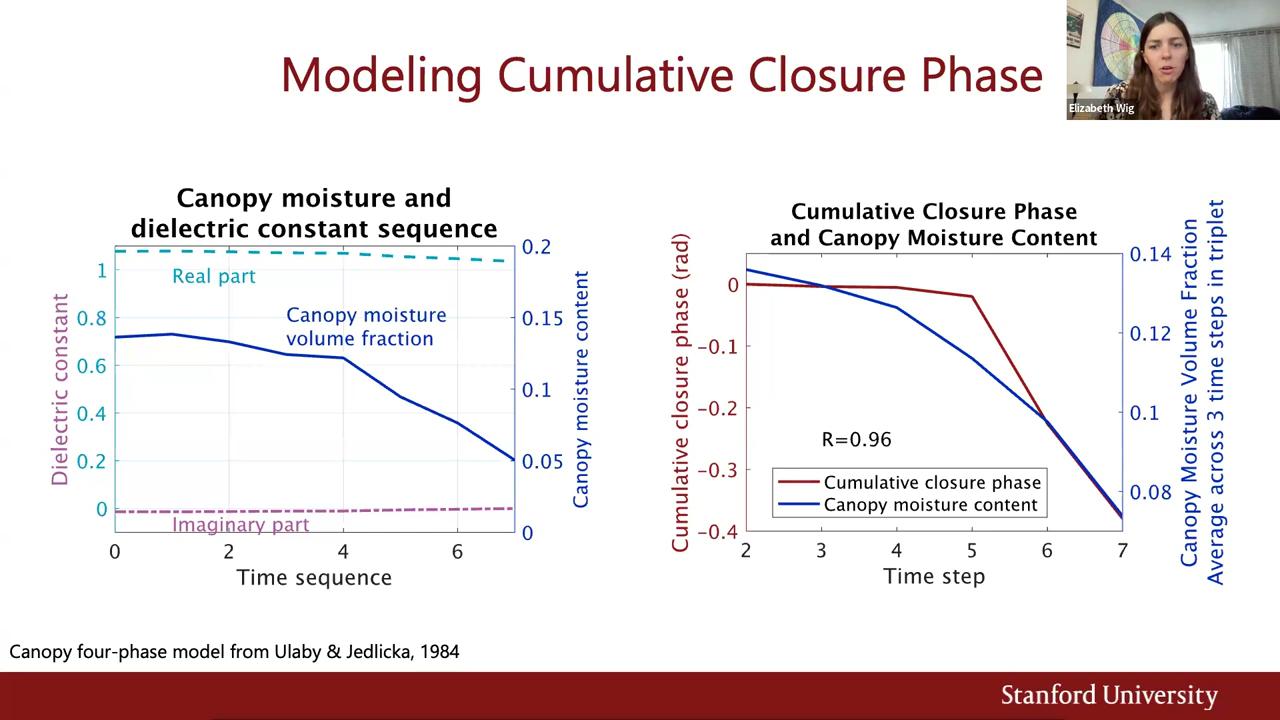 Modeling Cumulative Closure Phase
Elizabeth Wig
Canopy moisture and
dielectric constant sequence
Dielectric constant
1
0.8
0.6
0.4
0.2
0
Real part
Canopy moisture
volume fraction
Imaginary part
0.2
0.15
0.1
0.05
0
Canopy moisture content
0 2 4 6
Time sequence
Cumulative Closure Phase
and Canopy Moisture Content
Cumulative closure phase (rad)
0
-0.1
-0.2
-0.3
-0.4
R=0.96
Cumulative closure phase
Canopy moisture content
0.14
0.12
0.1
0.08
Canopy Moisture Volume Fraction
Average across 3 time steps in triplet
2 3 4 5 6 7
Time step
Canopy four-phase model from Ulaby & Jedlicka, 1984
Stanford University